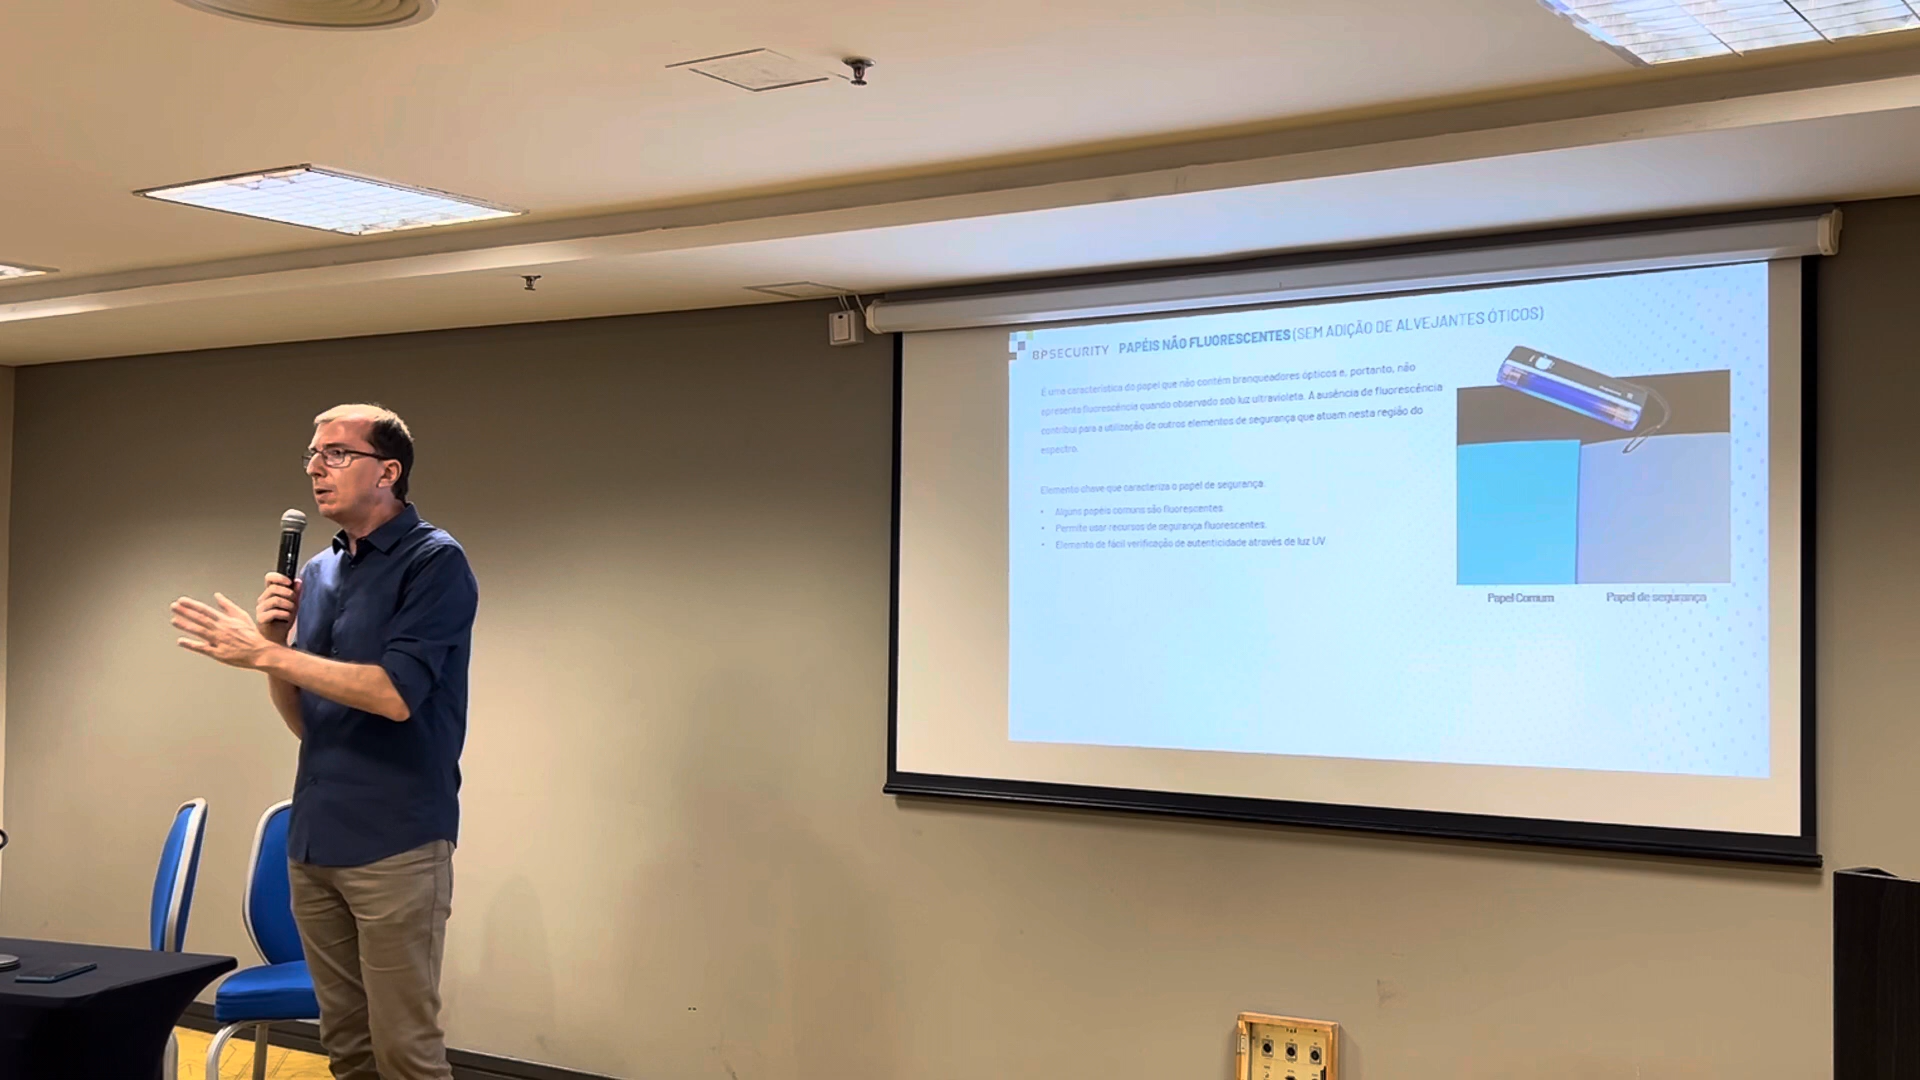 BPSECURITY PAPÉIS NÃO FLUORESCENTES (SEM ADIÇÃO DE ALVEJANTES ÓTICOS)
É uma característica do papel que não contém branqueadores ópticos e, portanto, não
apresenta fluorescência quando observado sob luz ultravioleta. A ausência de fluorescência
contribui para a utilização de outros elementos de segurança que atuam nesta região do
espectro.
Elemento chave que caracteriza o papel de segurança:
• Alguns papéis comuns são fluorescentes.
• Permite usar recursos de segurança fluorescentes.
• Elemento de fácil verificação de autenticidade através de luz UV
Papel Comum
Papel de segurança